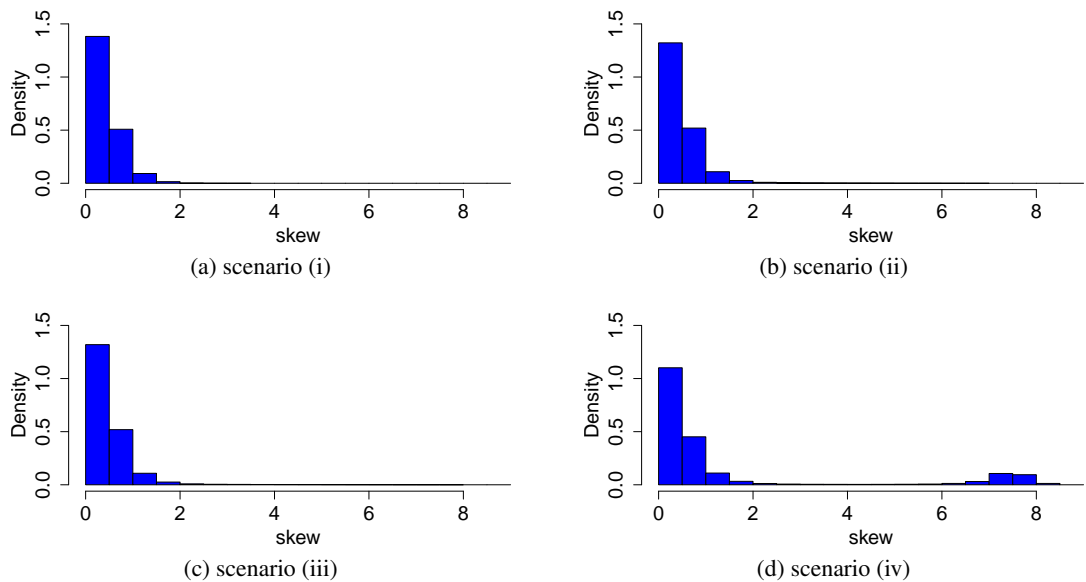 Density
0.0 0.5 1.0 1.5
0 2 4 6 8
skew
(a) scenario (i)
Density
0.0 0.5 1.0 1.5
0 2 4 6 8
skew
(b) scenario (ii)
Density
0.0 0.5 1.0 1.5
0 2 4 6 8
skew
(c) scenario (iii)
Density
0.0 0.5 1.0 1.5
0 2 4 6 8
skew
(d) scenario (iv)